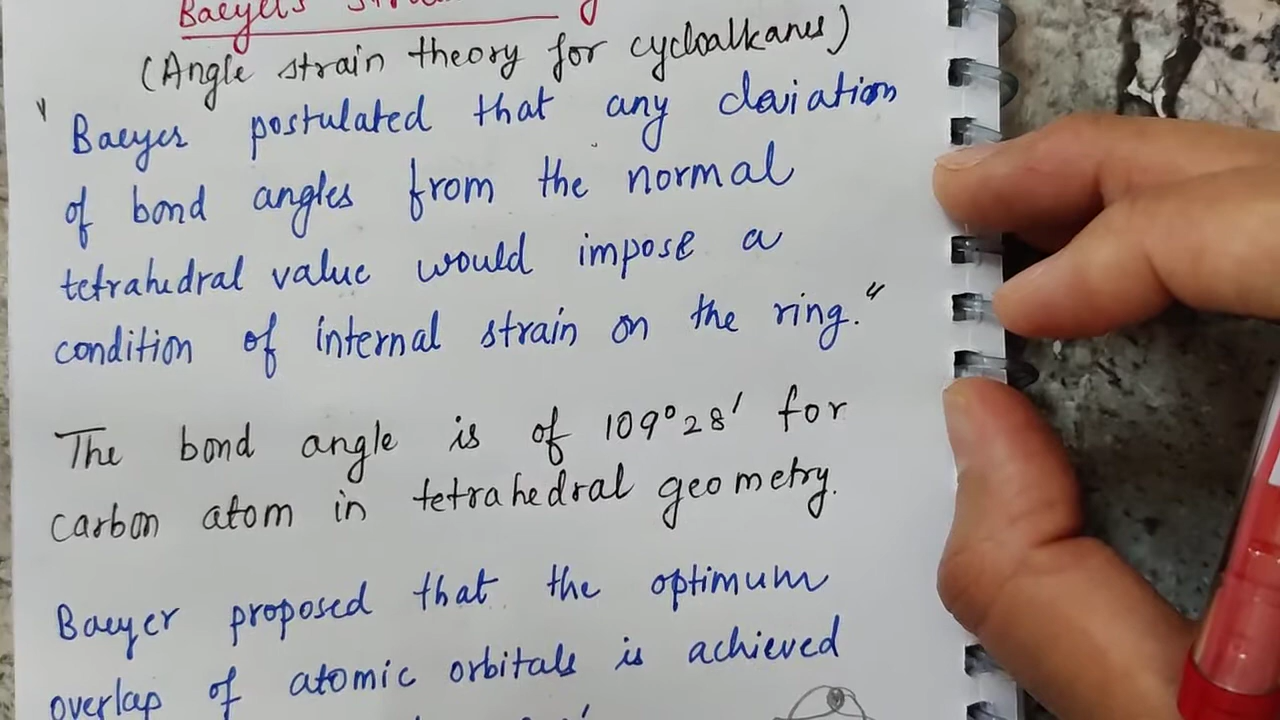 Baeyer's
(Angle strain theory for cycloalkanes)
"Baeyer postulated that any deviation
of bond angles from the normal
tetrahedral value would impose a
condition of internal strain on the ring."
The bond angle is of 109°28' for
carbon atom in tetrahedral geometry.
Baeyer proposed that the optimum
overlap of atomic orbitals is achieved